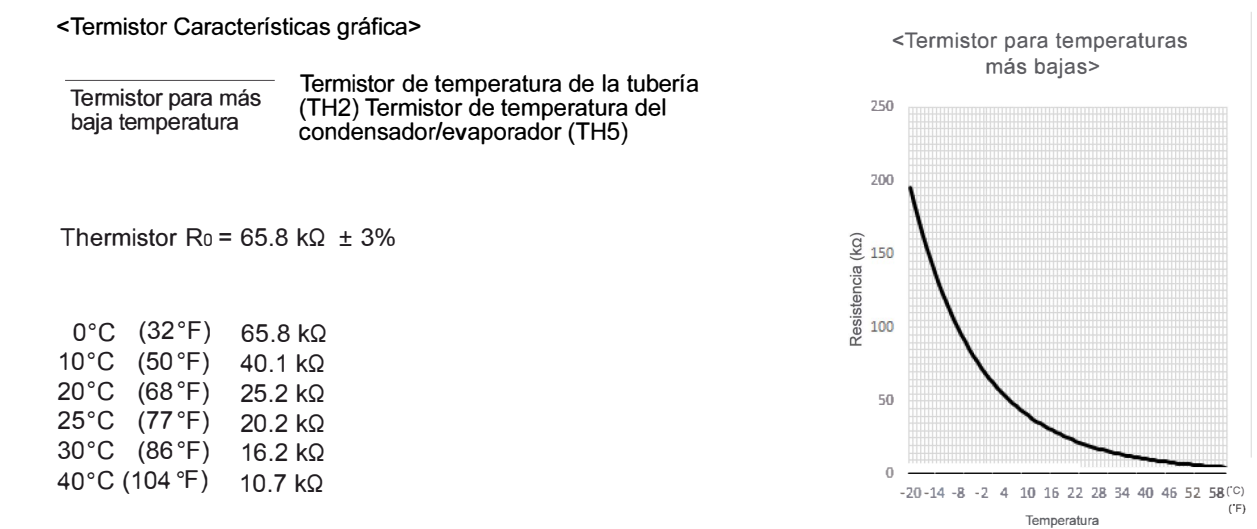 <Termistor Características gráfica>
Termistor para más
baja temperatura
Termistor de temperatura de la tubería
(TH2) Termistor de temperatura del
condensador/evaporador (TH5)
Thermistor R0 = 65.8 kΩ ± 3%
0°C (32°F) 65.8 kΩ
10°C (50°F) 40.1 kΩ
20°C (68°F) 25.2 kΩ
25°C (77°F) 20.2 kΩ
30°C (86°F) 16.2 kΩ
40°C (104°F) 10.7 kΩ
<Termistor para temperaturas
más bajas>
250
200
150
100
50
0
Resistencia (kΩ)
-20 -14 -8 -2 4 10 16 22 28 34 40 46 52 58 (°C)
(°F)
Temperatura